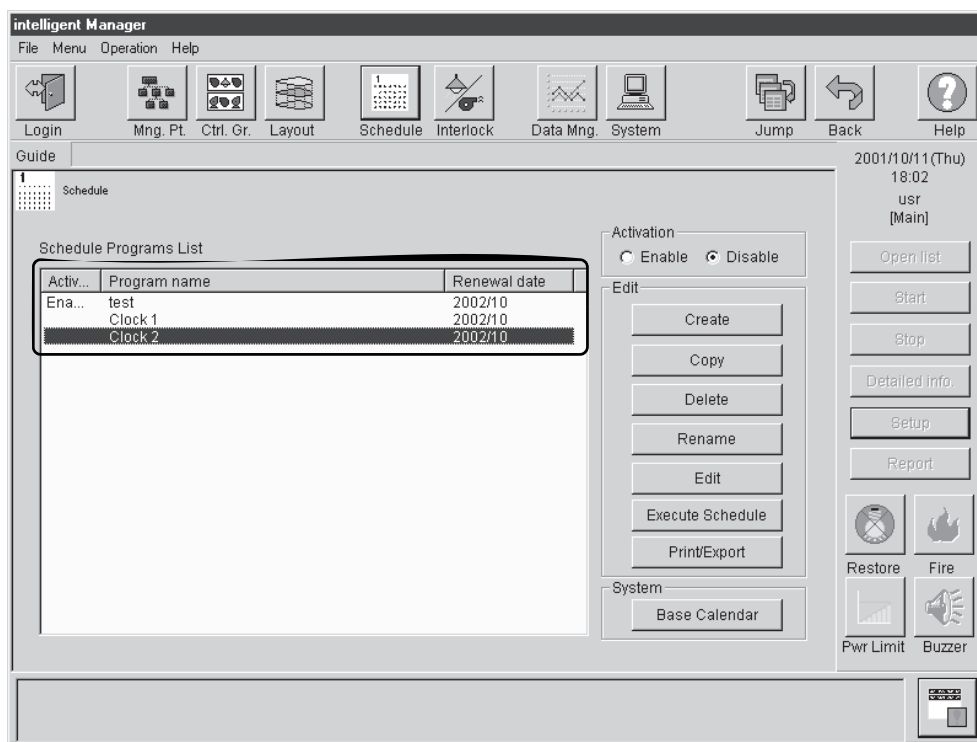 intelligent Manager
File Menu Operation Help
Login Mng. Pt. Ctrl. Gr. Layout Schedule Interlock Data Mng. System Jump Back Help
Guide
1 Schedule
2001/10/11(Thu)
18:02
usr
[Main]
Schedule Programs List
Activ... Program name Renewal date
Ena... test 2002/10
Clock 1 2002/10
Clock 2 2002/10
Activation
Enable Disable
Edit
Create
Copy
Delete
Rename
Edit
Execute Schedule
Print/Export
System
Base Calendar
Open list
Start
Stop
Detailed info.
Setup
Report
Restore Fire
Pwr Limit Buzzer